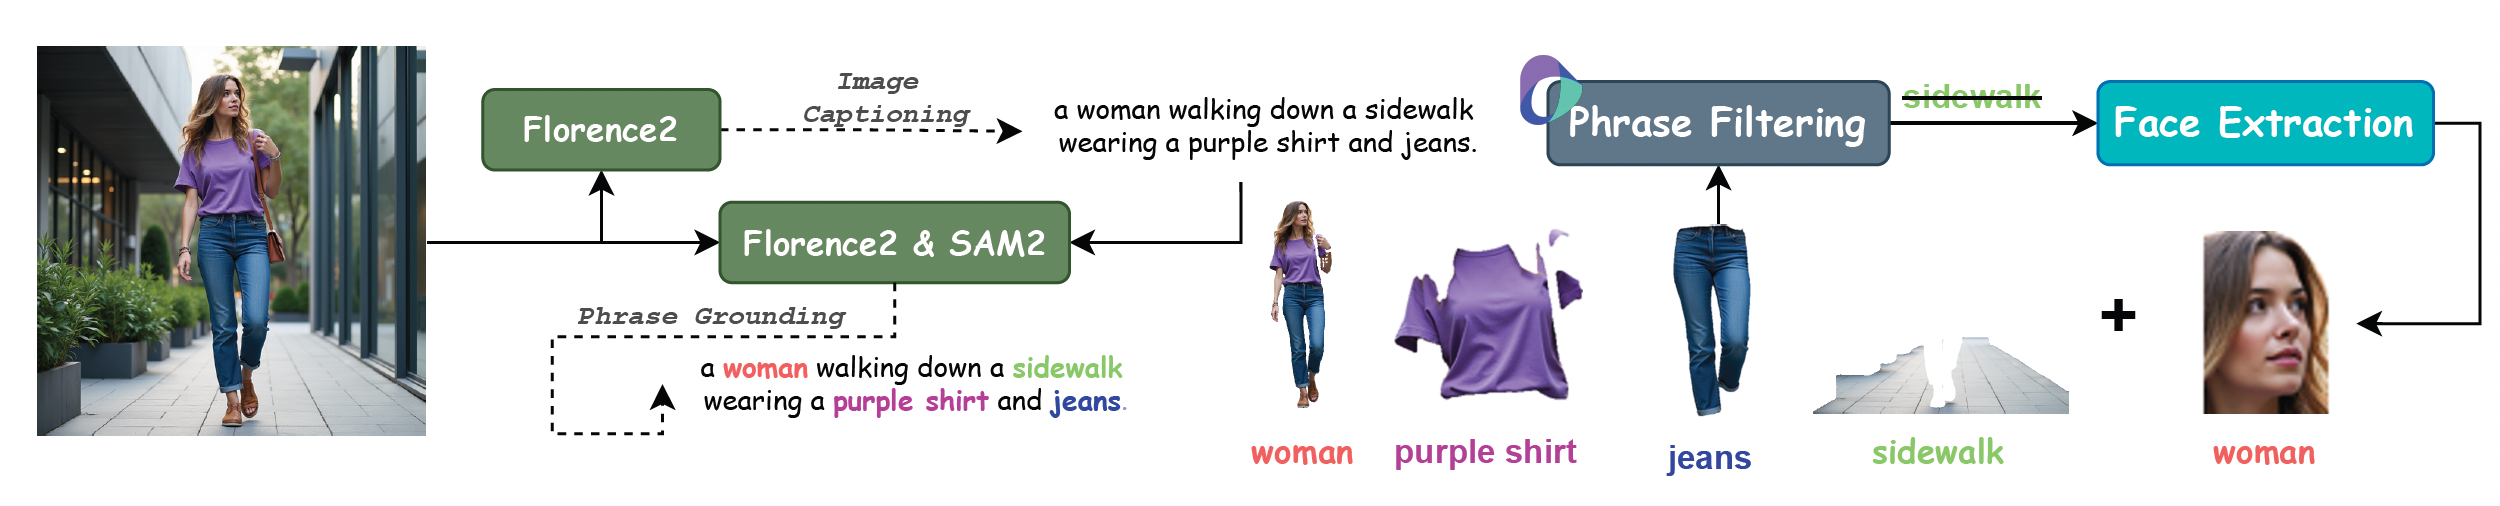 Florence2
Image
Captioning
a woman walking down a sidewalk
wearing a purple shirt and jeans.
Florence2 & SAM2
Phrase Grounding
a woman walking down a sidewalk
wearing a purple shirt and jeans.
Phrase Filtering
sidewalk
Face Extraction
+
woman
purple shirt
jeans
sidewalk
woman